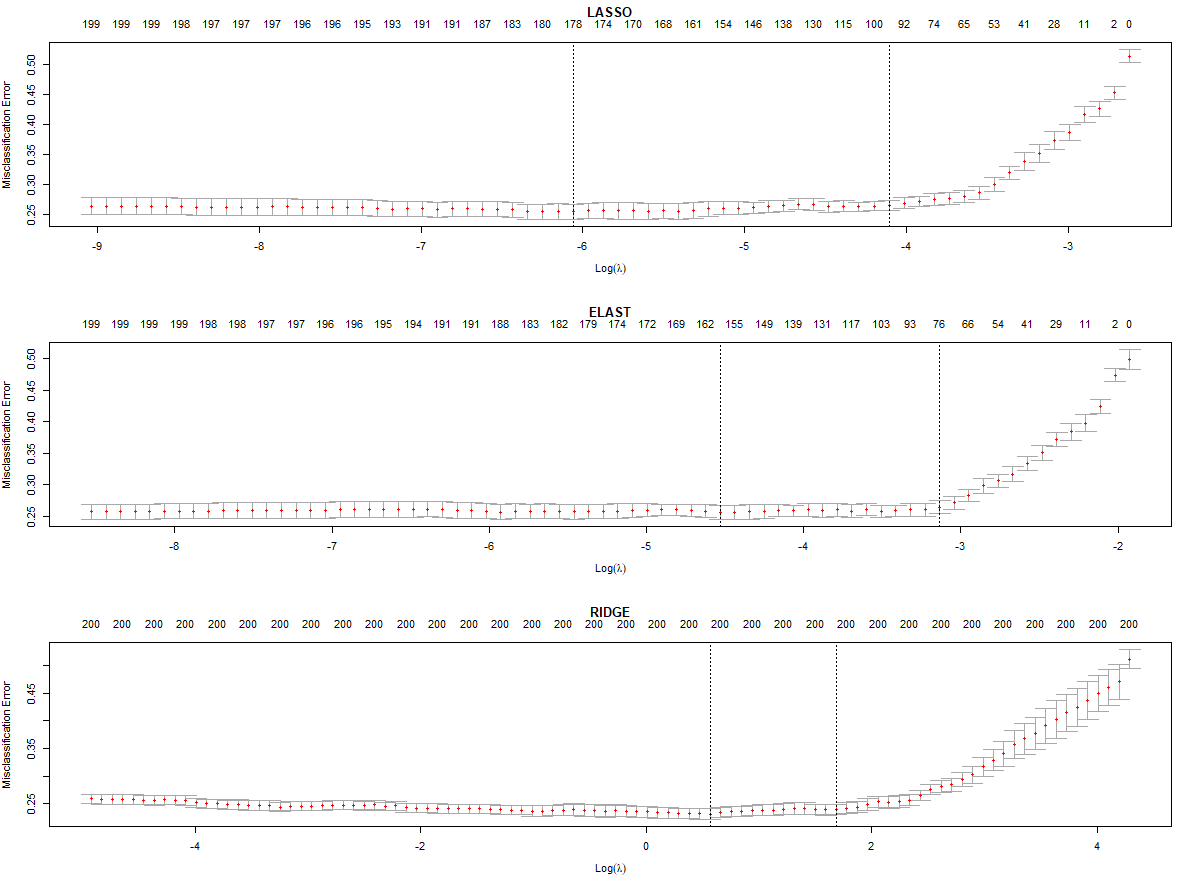 LASSO
199 199 199 198 197 197 196 196 196 195 193 191 191 187 183 180 178 174 170 168 161 154 146 138 130 115 100 92 74 65 53 41 28 11 2 0
Misclassification Error
0.25 0.30 0.35 0.40 0.45 0.50
-9 -8 -7 -6 -5 -4 -3
Log(λ)
ELAST
199 199 199 199 198 198 197 197 196 196 195 194 191 191 188 183 182 179 174 172 169 162 155 149 139 131 117 103 93 76 66 54 41 29 11 2 0
Misclassification Error
0.25 0.30 0.35 0.40 0.45 0.50
-8 -7 -6 -5 -4 -3 -2
Log(λ)
RIDGE
200 200 200 200 200 200 200 200 200 200 200 200 200 200 200 200 200 200 200 200 200 200 200 200 200 200 200 200 200 200 200 200 200 200
Misclassification Error
0.25 0.35 0.45
-4 -2 0 2 4
Log(λ)